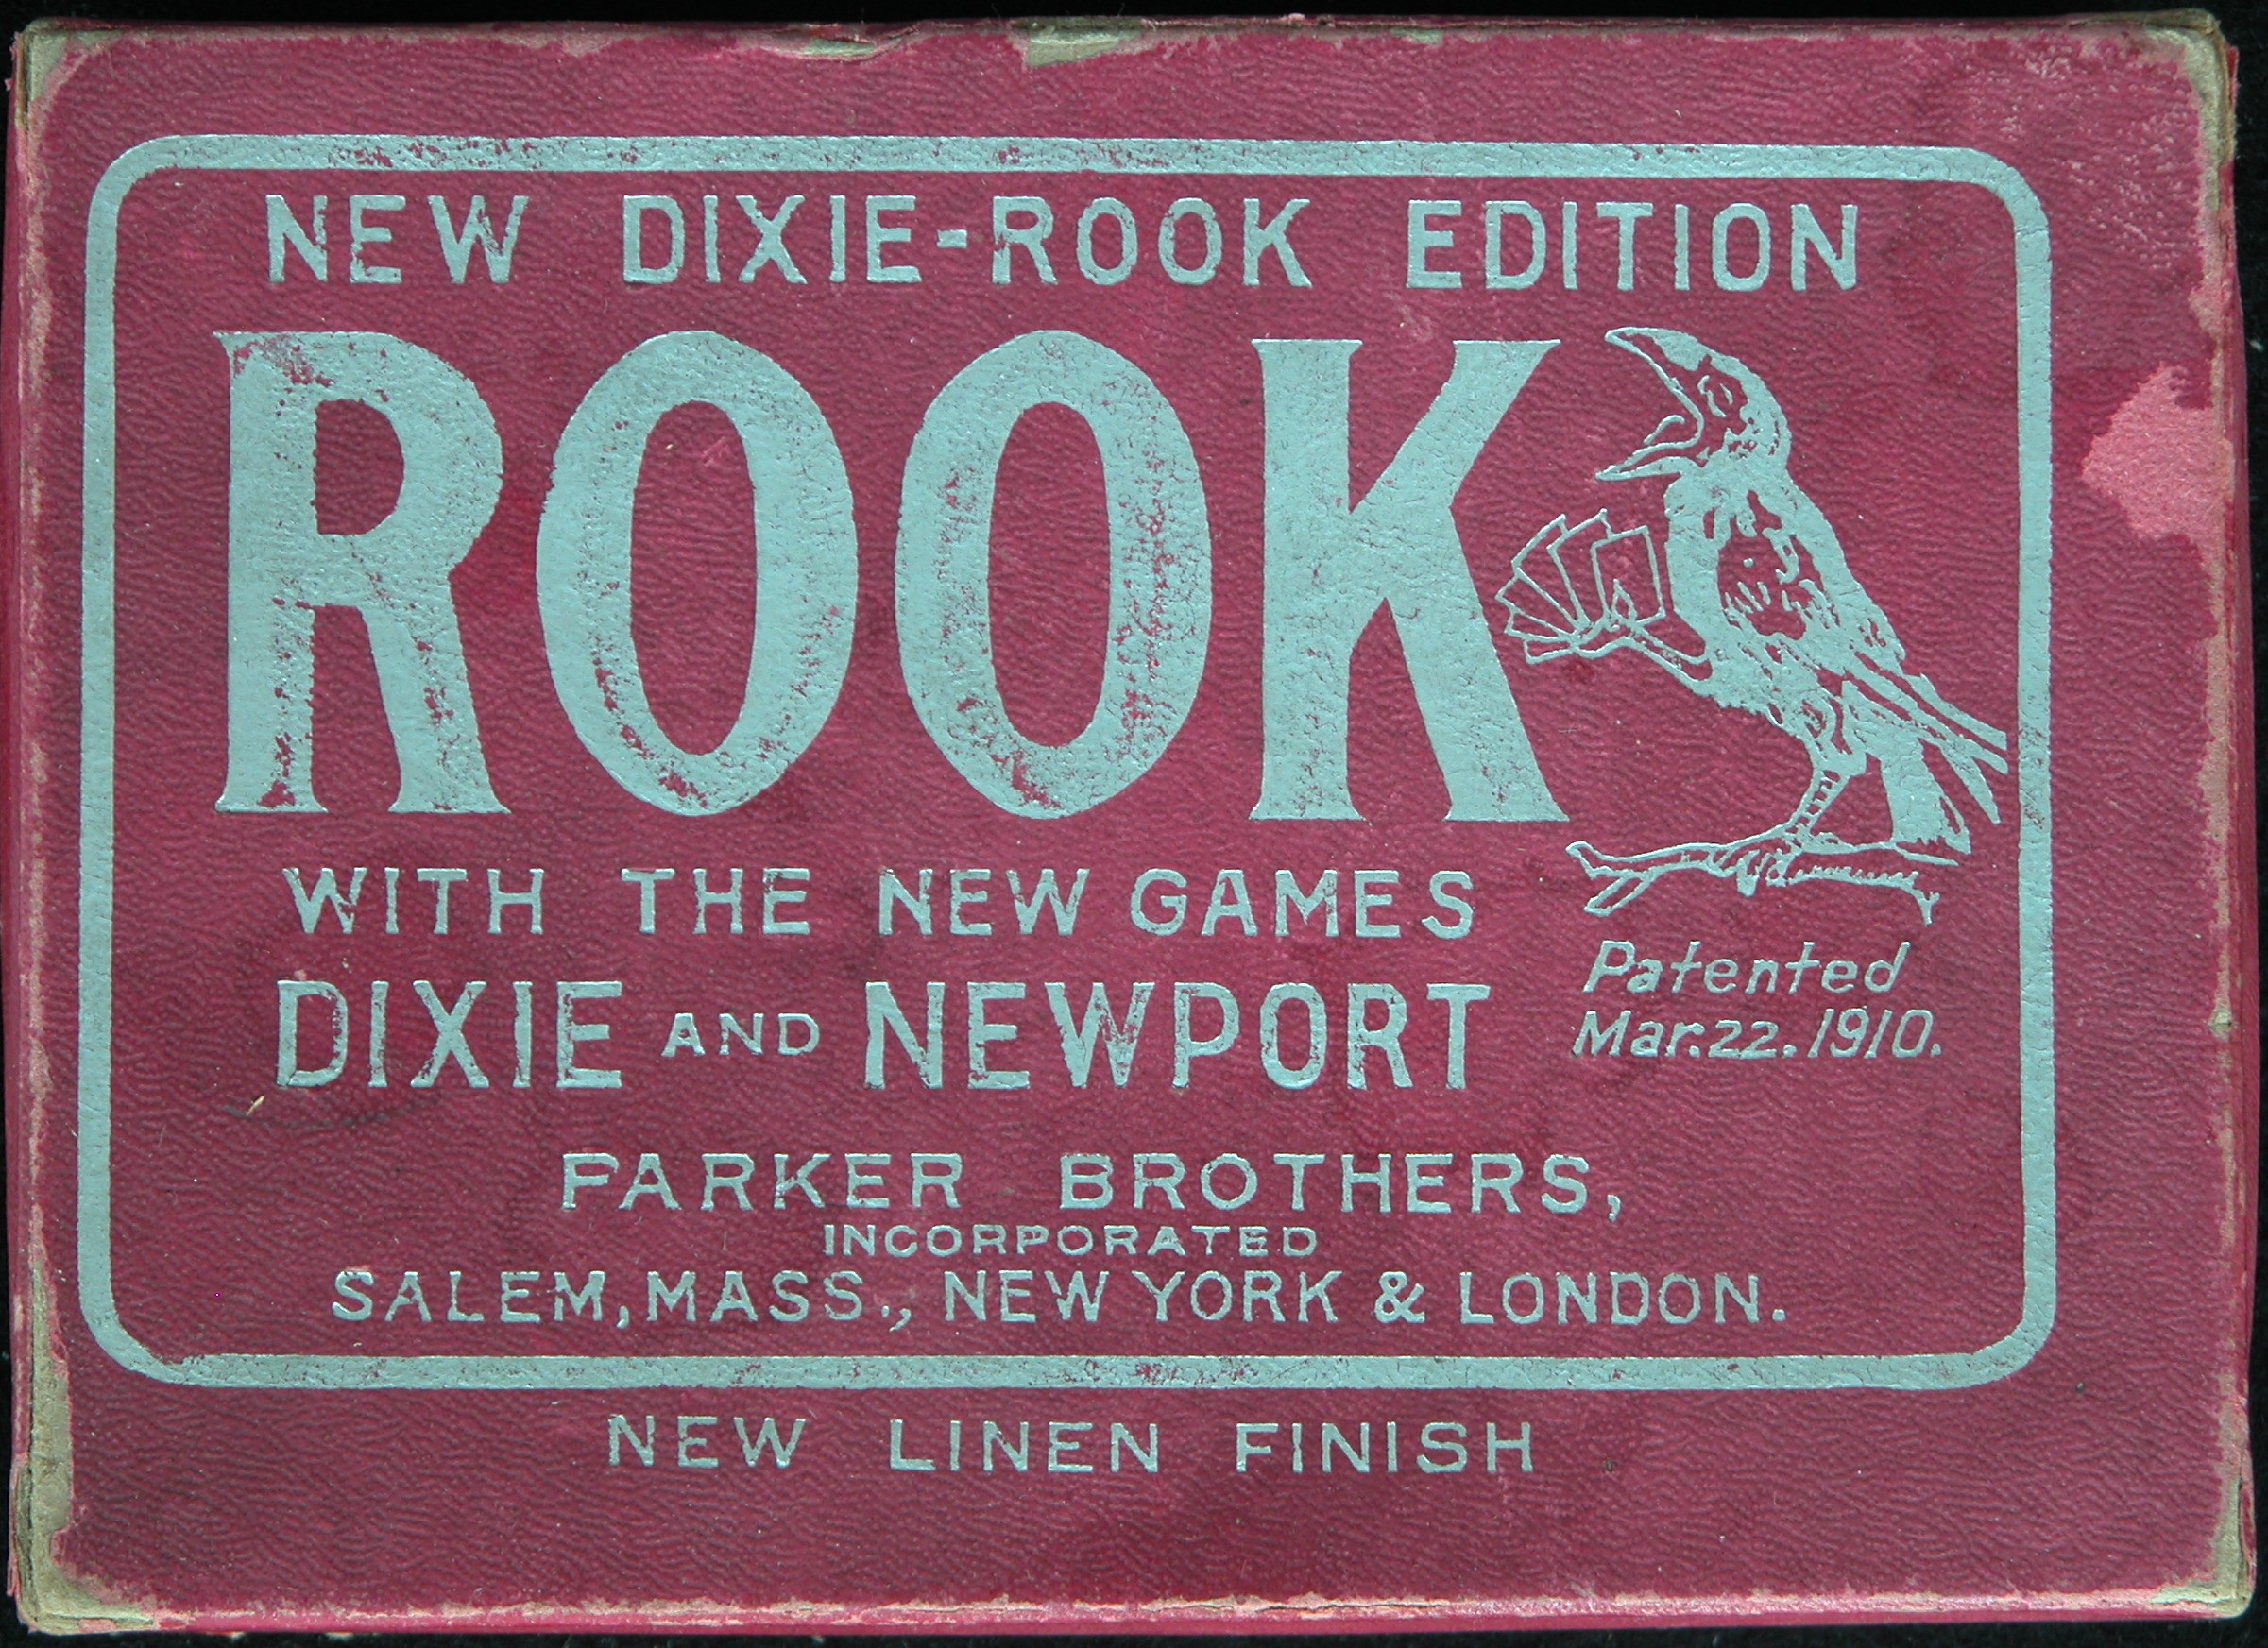 NEW DIXIE-ROOK EDITION
ROOK
WITH THE NEW GAMES
DIXIE AND NEWPORT
Patented
Mar. 22. 1910.
PARKER BROTHERS,
INCORPORATED
SALEM, MASS., NEW YORK & LONDON.
NEW LINEN FINISH